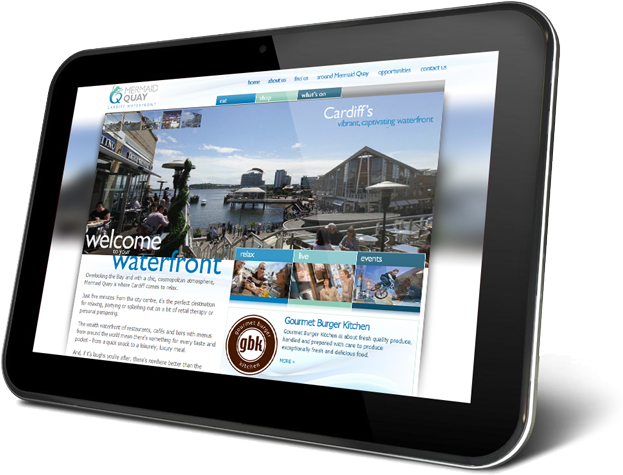 MERMAID
QUAY
CARDIFF WATERFRONT
home about us find us around Mermaid Quay opportunities contact us
eat shop what's on
Cardiff's
vibrant, captivating waterfront
welcome
to your
waterfront
Overlooking the Bay and with a chic, cosmopolitan atmosphere,
Mermaid Quay is where Cardiff comes to relax.
Just five minutes from the city centre, it's the perfect destination
for relaxing, partying or splashing out on a bit of retail therapy or
personal pampering.
The wealth waterfront of restaurants, cafés and bars with menus
from around the world mean there's something for every taste and
pocket - from a quick snack to a leisurely, luxury meal.
And, if it's laughs you're after, there's nowhere better than the
relax live events
gourmet burger
gbk
kitchen
Gourmet Burger Kitchen
Gourmet Burger Kitchen is about fresh quality produce,
handled and prepared with care to produce
exceptionally fresh and delicious food.
MORE >